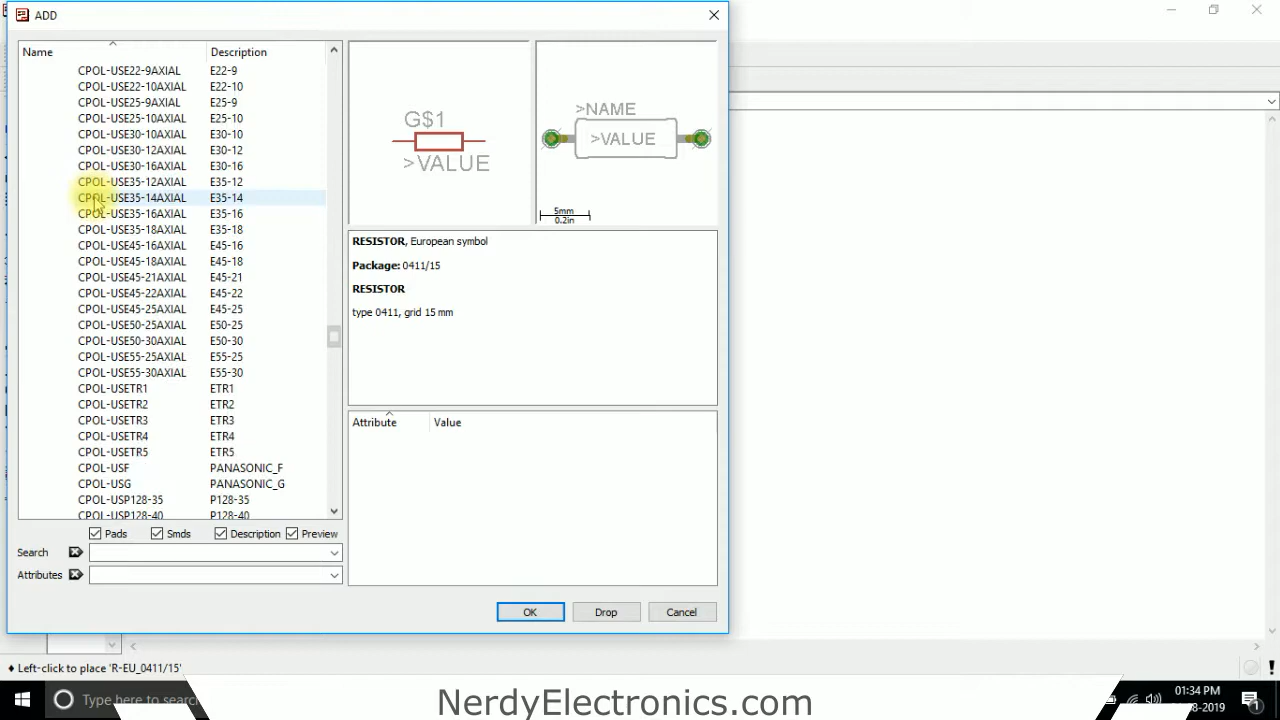 ADD
Name Description
CPOL-USE22-9AXIAL E22-9
CPOL-USE22-10AXIAL E22-10
CPOL-USE25-9AXIAL E25-9
CPOL-USE25-10AXIAL E25-10
CPOL-USE30-10AXIAL E30-10
CPOL-USE30-12AXIAL E30-12
CPOL-USE30-16AXIAL E30-16
CPOL-USE35-12AXIAL E35-12
CPOL-USE35-14AXIAL E35-14
CPOL-USE35-16AXIAL E35-16
CPOL-USE35-18AXIAL E35-18
CPOL-USE45-16AXIAL E45-16
CPOL-USE45-18AXIAL E45-18
CPOL-USE45-21AXIAL E45-21
CPOL-USE45-22AXIAL E45-22
CPOL-USE45-25AXIAL E45-25
CPOL-USE50-25AXIAL E50-25
CPOL-USE50-30AXIAL E50-30
CPOL-USE55-25AXIAL E55-25
CPOL-USE55-30AXIAL E55-30
CPOL-USETR1 ETR1
CPOL-USETR2 ETR2
CPOL-USETR3 ETR3
CPOL-USETR4 ETR4
CPOL-USETR5 ETR5
CPOL-USF PANASONIC_F
CPOL-USG PANASONIC_G
CPOL-USP128-35 P128-35
CPOL-USP128-40 P128-40
Pads Smds Description Preview
Search
Attributes
G$1
>VALUE
>NAME
>VALUE
5mm
0.2in
RESISTOR, European symbol
Package: 0411/15
RESISTOR
type 0411, grid 15 mm
Attribute Value
OK Drop Cancel
♦ Left-click to place 'R-EU_0411/15'
Type here to search
01:34 PM
NerdyElectronics.com